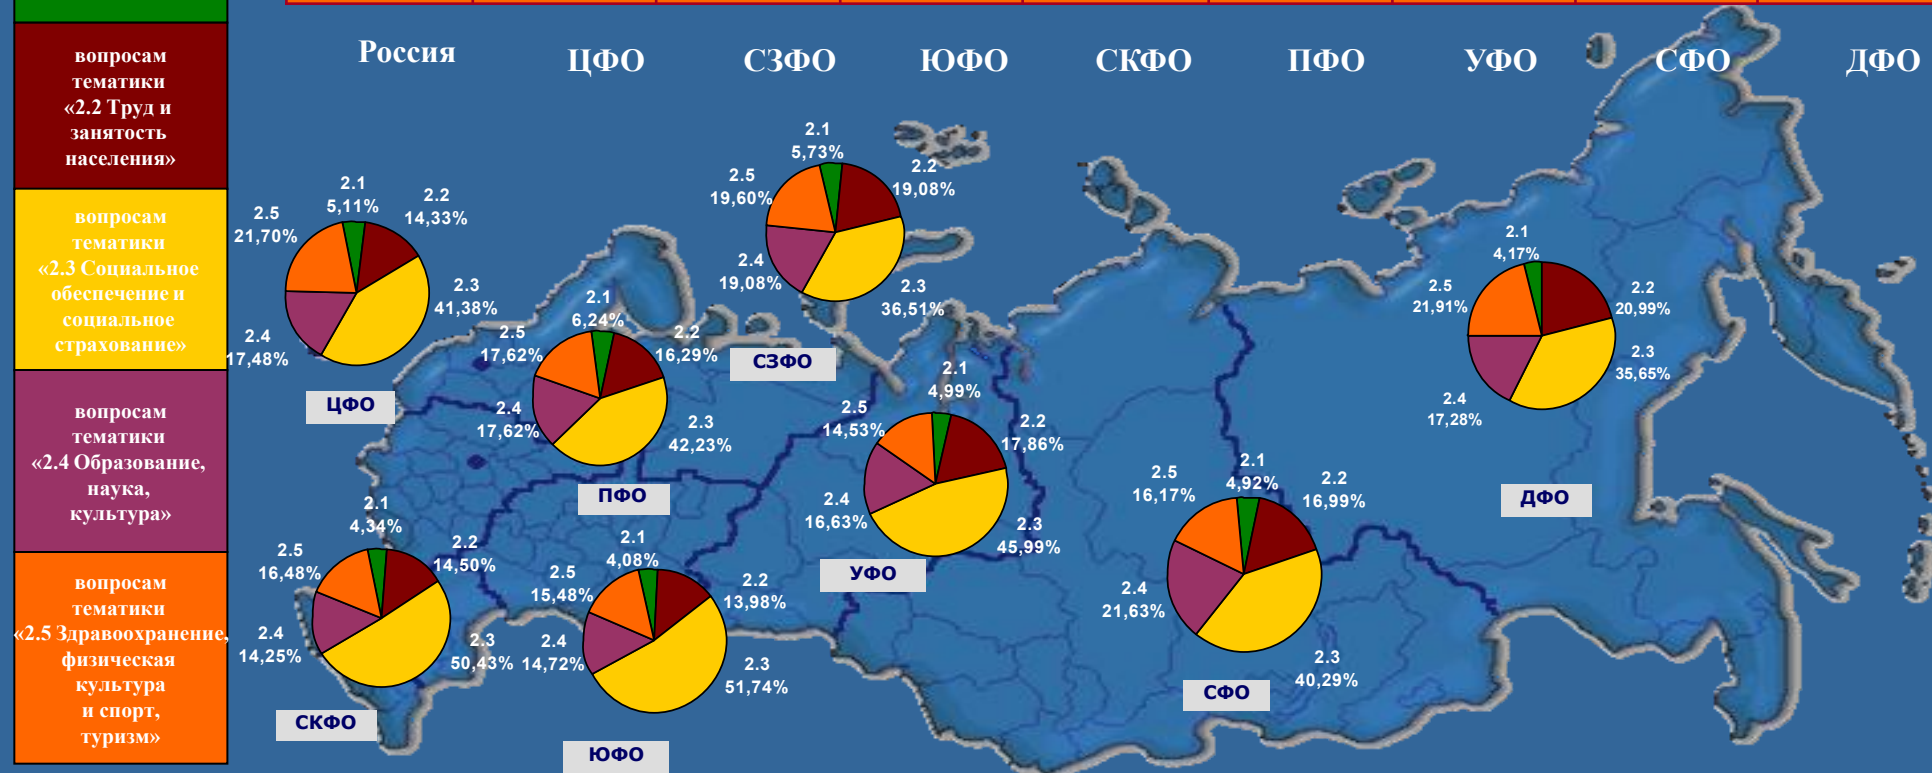 вопросам
тематики
«2.2 Труд и
занятость
населения»
вопросам
тематики
«2.3 Социальное
обеспечение и
социальное
страхование»
вопросам
тематики
«2.4 Образование,
наука,
культура»
вопросам
тематики
«2.5 Здравоохранение,
физическая
культура
и спорт,
туризм»
Россия ЦФО СЗФО ЮФО СКФО ПФО УФО СФО ДФО
2.1
5,11%
2.2
14,33%
2.3
41,38%
2.4
17,48%
2.5
21,70%
ЦФО
2.1
5,73%
2.2
19,08%
2.3
36,51%
2.4
19,08%
2.5
19,60%
СЗФО
2.1
6,24%
2.2
16,29%
2.3
42,23%
2.4
17,62%
2.5
17,62%
ПФО
2.1
4,99%
2.2
17,86%
2.3
45,99%
2.4
16,63%
2.5
14,53%
УФО
2.1
4,17%
2.2
20,99%
2.3
35,65%
2.4
17,28%
2.5
21,91%
ДФО
2.1
4,34%
2.2
14,50%
2.3
50,43%
2.4
14,25%
2.5
16,48%
СКФО
2.1
4,08%
2.2
13,98%
2.3
51,74%
2.4
14,72%
2.5
15,48%
ЮФО
2.1
4,92%
2.2
16,99%
2.3
40,29%
2.4
21,63%
2.5
16,17%
СФО